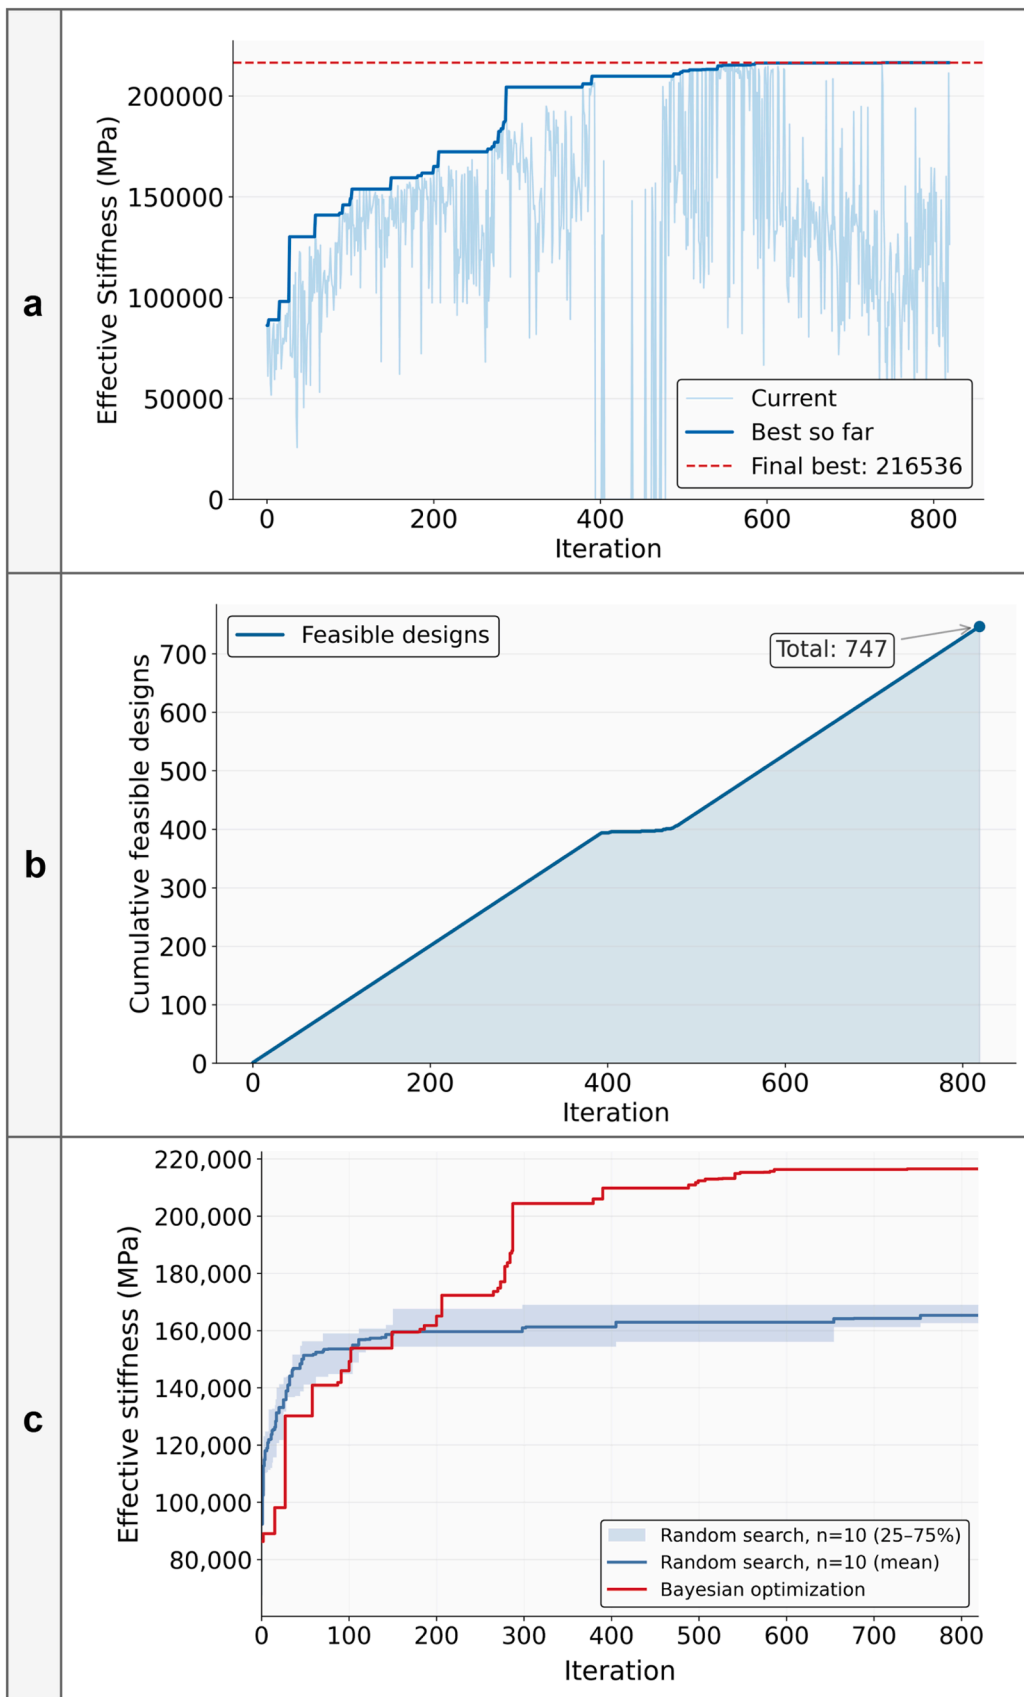 a
Effective Stiffness (MPa)
200000
150000
100000
50000
0
0 200 400 600 800
Iteration
Current
Best so far
Final best: 216536
b
Cumulative feasible designs
700
600
500
400
300
200
100
0
0 200 400 600 800
Iteration
Feasible designs
Total: 747
c
Effective stiffness (MPa)
220,000
200,000
180,000
160,000
140,000
120,000
100,000
80,000
0 100 200 300 400 500 600 700 800
Iteration
Random search, n=10 (25–75%)
Random search, n=10 (mean)
Bayesian optimization